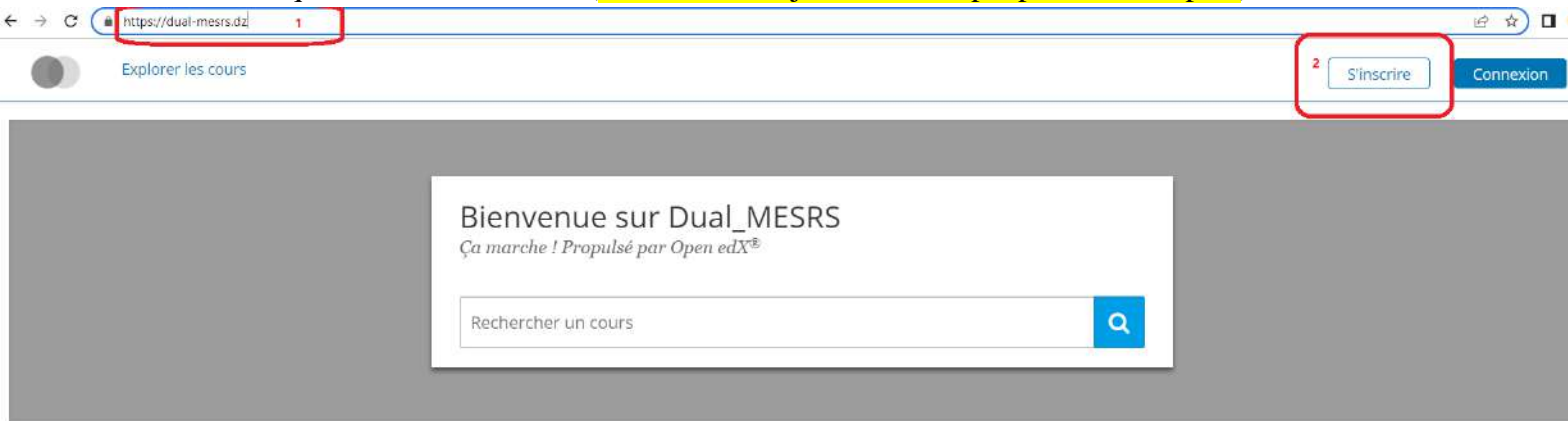 https://dual-mesrs.dz 1
Explorer les cours
2 S'inscrire Connexion
Bienvenue sur Dual_MESRS
Ça marche ! Propulsé par Open edX®
Rechercher un cours